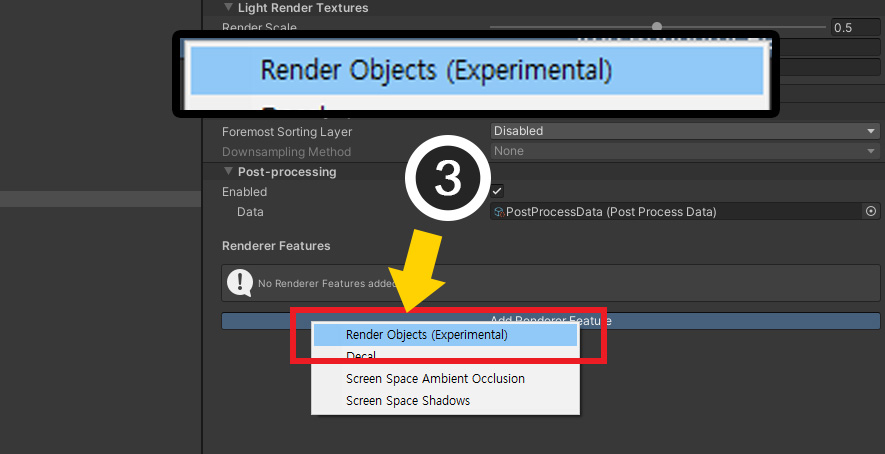 Light Render Textures
Render Scale
0.5
Render Objects (Experimental)
Foremost Sorting Layer
Disabled
Downsampling Method
None
Post-processing
3
Enabled
Data
PostProcessData (Post Process Data)
Renderer Features
No Renderer Features added
Add Renderer Feature
Render Objects (Experimental)
Decal
Screen Space Ambient Occlusion
Screen Space Shadows